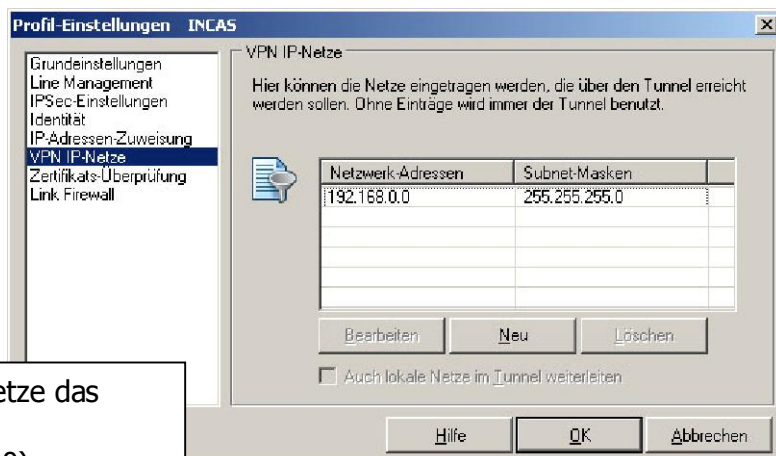 Profil-Einstellungen INCAS
Grundeinstellungen
Line Management
IPSec-Einstellungen
Identität
IP-Adressen-Zuweisung
VPN IP-Netze
Zertifikats-Überprüfung
Link Firewall
VPN IP-Netze
Hier können die Netze eingetragen werden, die über den Tunnel erreicht
werden sollen. Ohne Einträge wird immer der Tunnel benutzt.
Netzwerk-Adressen Subnet-Masken
192.168.0.0 255.255.255.0
Bearbeiten Neu Löschen
Auch lokale Netze im Tunnel weiterleiten
Hilfe OK Abbrechen
etze das